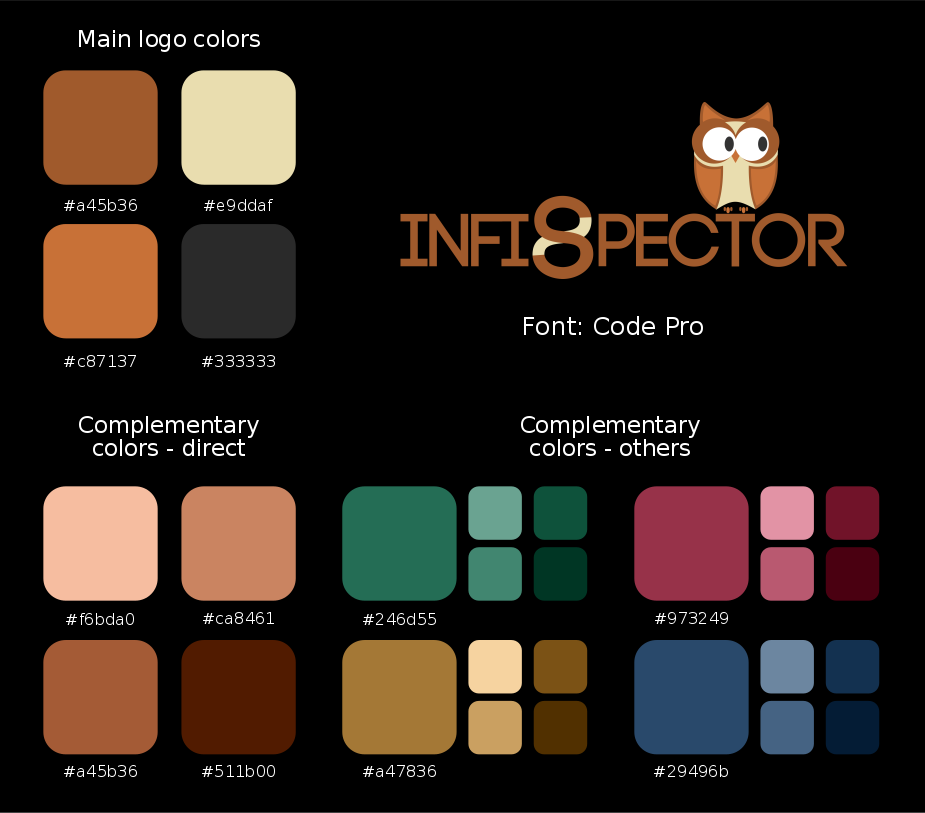 Main logo colors
#a45b36
#e9ddaf
#c87137
#333333
INFI8PECTOR
Font: Code Pro
Complementary
colors - direct
#f6bda0
#ca8461
#a45b36
#511b00
Complementary
colors - others
#246d55
#973249
#a47836
#29496b